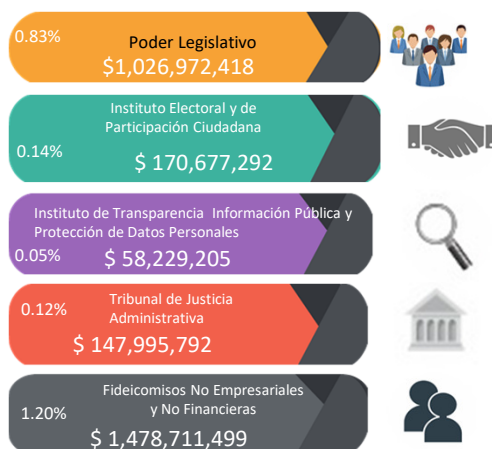 0.83%
Poder Legislativo
$1,026,972,418
Instituto Electoral y de
Participación Ciudadana
0.14%
$ 170,677,292
Instituto de Transparencia Información Pública y
Protección de Datos Personales
0.05%
$ 58,229,205
0.12%
Tribunal de Justicia
Administrativa
$ 147,995,792
Fideicomisos No Empresariales
y No Financieras
1.20%
$ 1,478,711,499